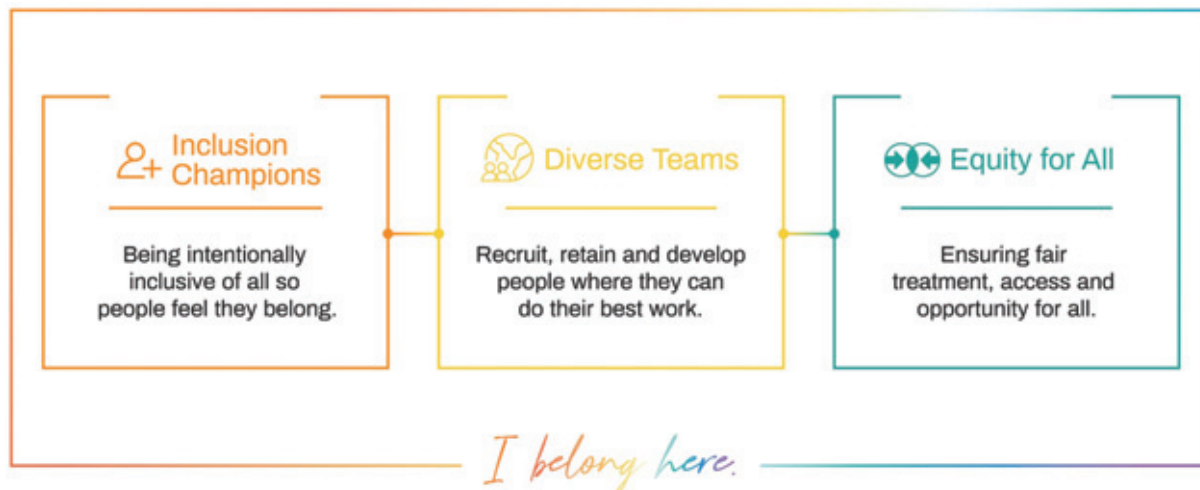 Inclusion
Champions
Being intentionally
inclusive of all so
people feel they belong.
Diverse Teams
Recruit, retain and develop
people where they can
do their best work.
Equity for All
Ensuring fair
treatment, access and
opportunity for all.
I belong here.